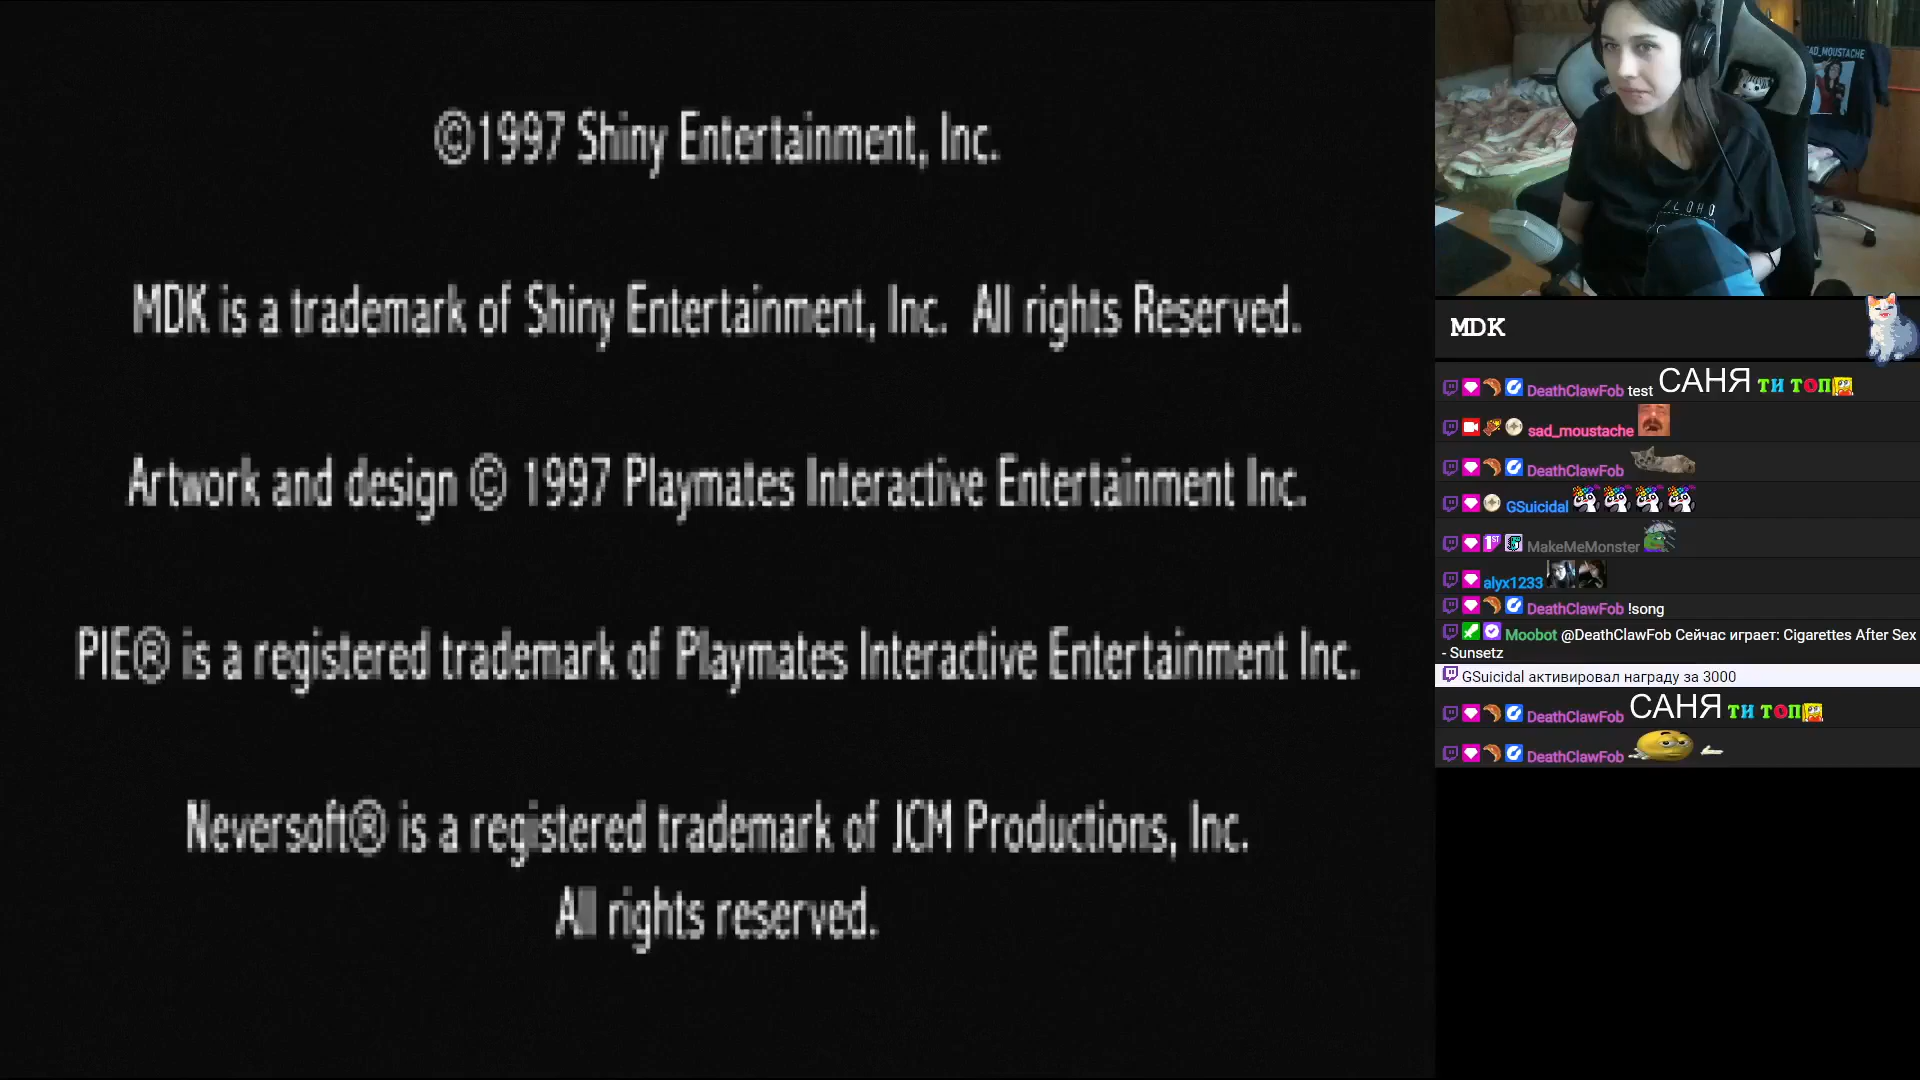 ©1997 Shiny Entertainment, Inc.
MDK is a trademark of Shiny Entertainment, Inc. All rights Reserved.
Artwork and design © 1997 Playmates Interactive Entertainment Inc.
PIE® is a registered trademark of Playmates Interactive Entertainment Inc.
Neversoft® is a registered trademark of JCM Productions, Inc.
All rights reserved.
SAD_MOUSTACHE
MDK
DeathClawFob test САНЯ ТИ ТОП
sad_moustache
DeathClawFob
GSuicidal
1ST MakeMeMonster
alyx1233
DeathClawFob !song
Moobot @DeathClawFob Сейчас играет: Cigarettes After Sex
- Sunsetz
GSuicidal активировал награду за 3000
DeathClawFob САНЯ ТИ ТОП
DeathClawFob